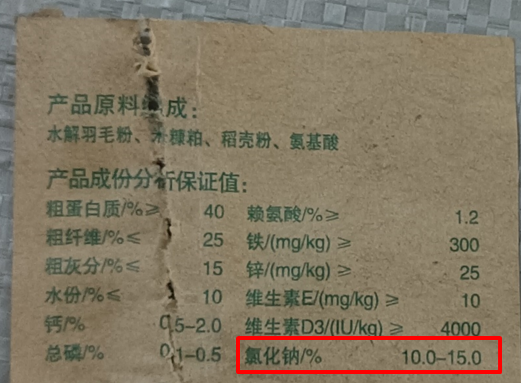 产品原料组成：
水解羽毛粉、米糠粕、稻壳粉、氨基酸
产品成份分析保证值：
粗蛋白质/%≥ 40 赖氨酸/%≥ 1.2
粗纤维/%≤ 25 铁/(mg/kg) ≥ 300
粗灰分/%≤ 15 锌/(mg/kg) ≥ 25
水份/%≤ 10 维生素E/(mg/kg) ≥ 10
钙/% 0.5-2.0 维生素D3/(IU/kg) ≥ 4000
总磷/% 0.1-0.5 氯化钠/% 10.0-15.0